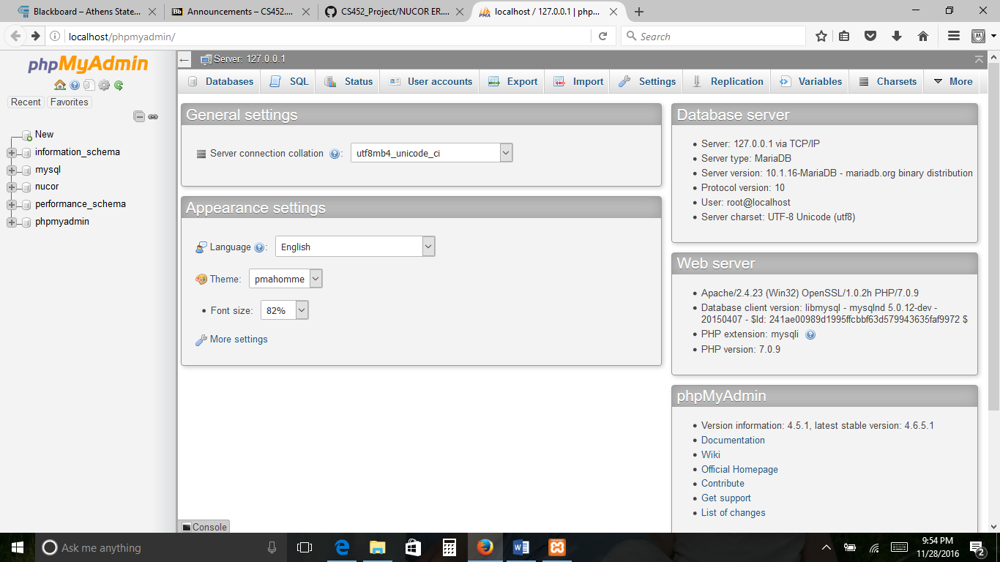 Blackboard – Athens State...
Announcements – CS452....
CS452_Project/NUCOR ER....
localhost / 127.0.0.1 | php...
localhost/phpmyadmin/
Search
phpMyAdmin
Recent Favorites
New
information_schema
mysql
nucor
performance_schema
phpmyadmin
Server: 127.0.0.1
Databases SQL Status User accounts Export Import Settings Replication Variables Charsets More
General settings
Server connection collation : utf8mb4_unicode_ci
Appearance settings
Language : English
Theme: pmahomme
Font size: 82%
More settings
Database server
Server: 127.0.0.1 via TCP/IP
Server type: MariaDB
Server version: 10.1.16-MariaDB - mariadb.org binary distribution
Protocol version: 10
User: root@localhost
Server charset: UTF-8 Unicode (utf8)
Web server
Apache/2.4.23 (Win32) OpenSSL/1.0.2h PHP/7.0.9
Database client version: libmysql - mysqlnd 5.0.12-dev -
20150407 - $Id: 241ae00989d1995ffcbbf63d579943635faf9972 $
PHP extension: mysqli
PHP version: 7.0.9
phpMyAdmin
Version information: 4.5.1, latest stable version: 4.6.5.1
Documentation
Wiki
Official Homepage
Contribute
Get support
List of changes
Console
Ask me anything
9:54 PM
11/28/2016
2